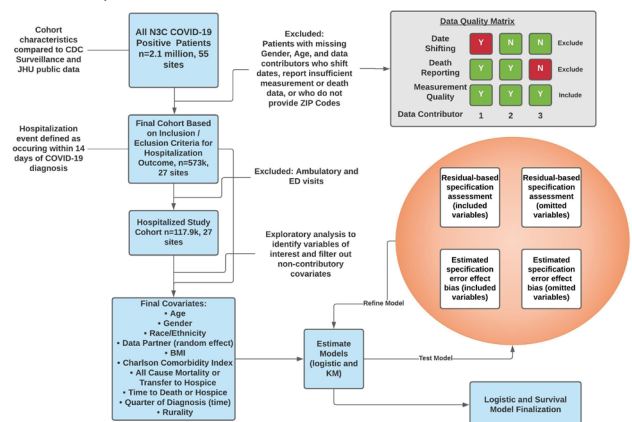 Cohort
characteristics
compared to CDC
Surveillance and
JHU public data
All N3C COVID-19
Positive Patients
n=2.1 million, 55
sites
Excluded:
Patients with missing
Gender, Age, and data
contributors who shift
dates, report insufficient
measurement or death
data, or who do not
provide ZIP Codes
Data Quality Matrix
Date
Shifting
Y N N Exclude
Death
Reporting
Y Y N Exclude
Measurement
Quality
Y Y Y Include
Data Contributor 1 2 3
Hospitalization
event defined as
occuring within 14
days of COVID-19
diagnosis
Final Cohort Based
on Inclusion /
Eclusion Criteria for
Hospitalization
Outcome, n=573k,
27 sites
Excluded: Ambulatory and
ED visits
Hospitalized Study
Cohort n=117.9k, 27
sites
Exploratory analysis to
identify variables of
interest and filter out
non-contributory
covariates
Residual-based
specification
assessment
(included
variables)
Residual-based
specification
assessment
(omitted
variables)
Estimated
specification
error effect
bias (included
variables)
Estimated
specification
error effect
bias (omitted
variables)
Final Covariates:
• Age
• Gender
• Race/Ethnicity
• Data Partner (random effect)
• BMI
• Charlson Comorbidity Index
• All Cause Mortality or
Transfer to Hospice
• Time to Death or Hospice
• Quarter of Diagnosis (time)
• Rurality
Refine Model
Estimate
Models
(logistic and
KM)
Test Model
Logistic and Survival
Model Finalization